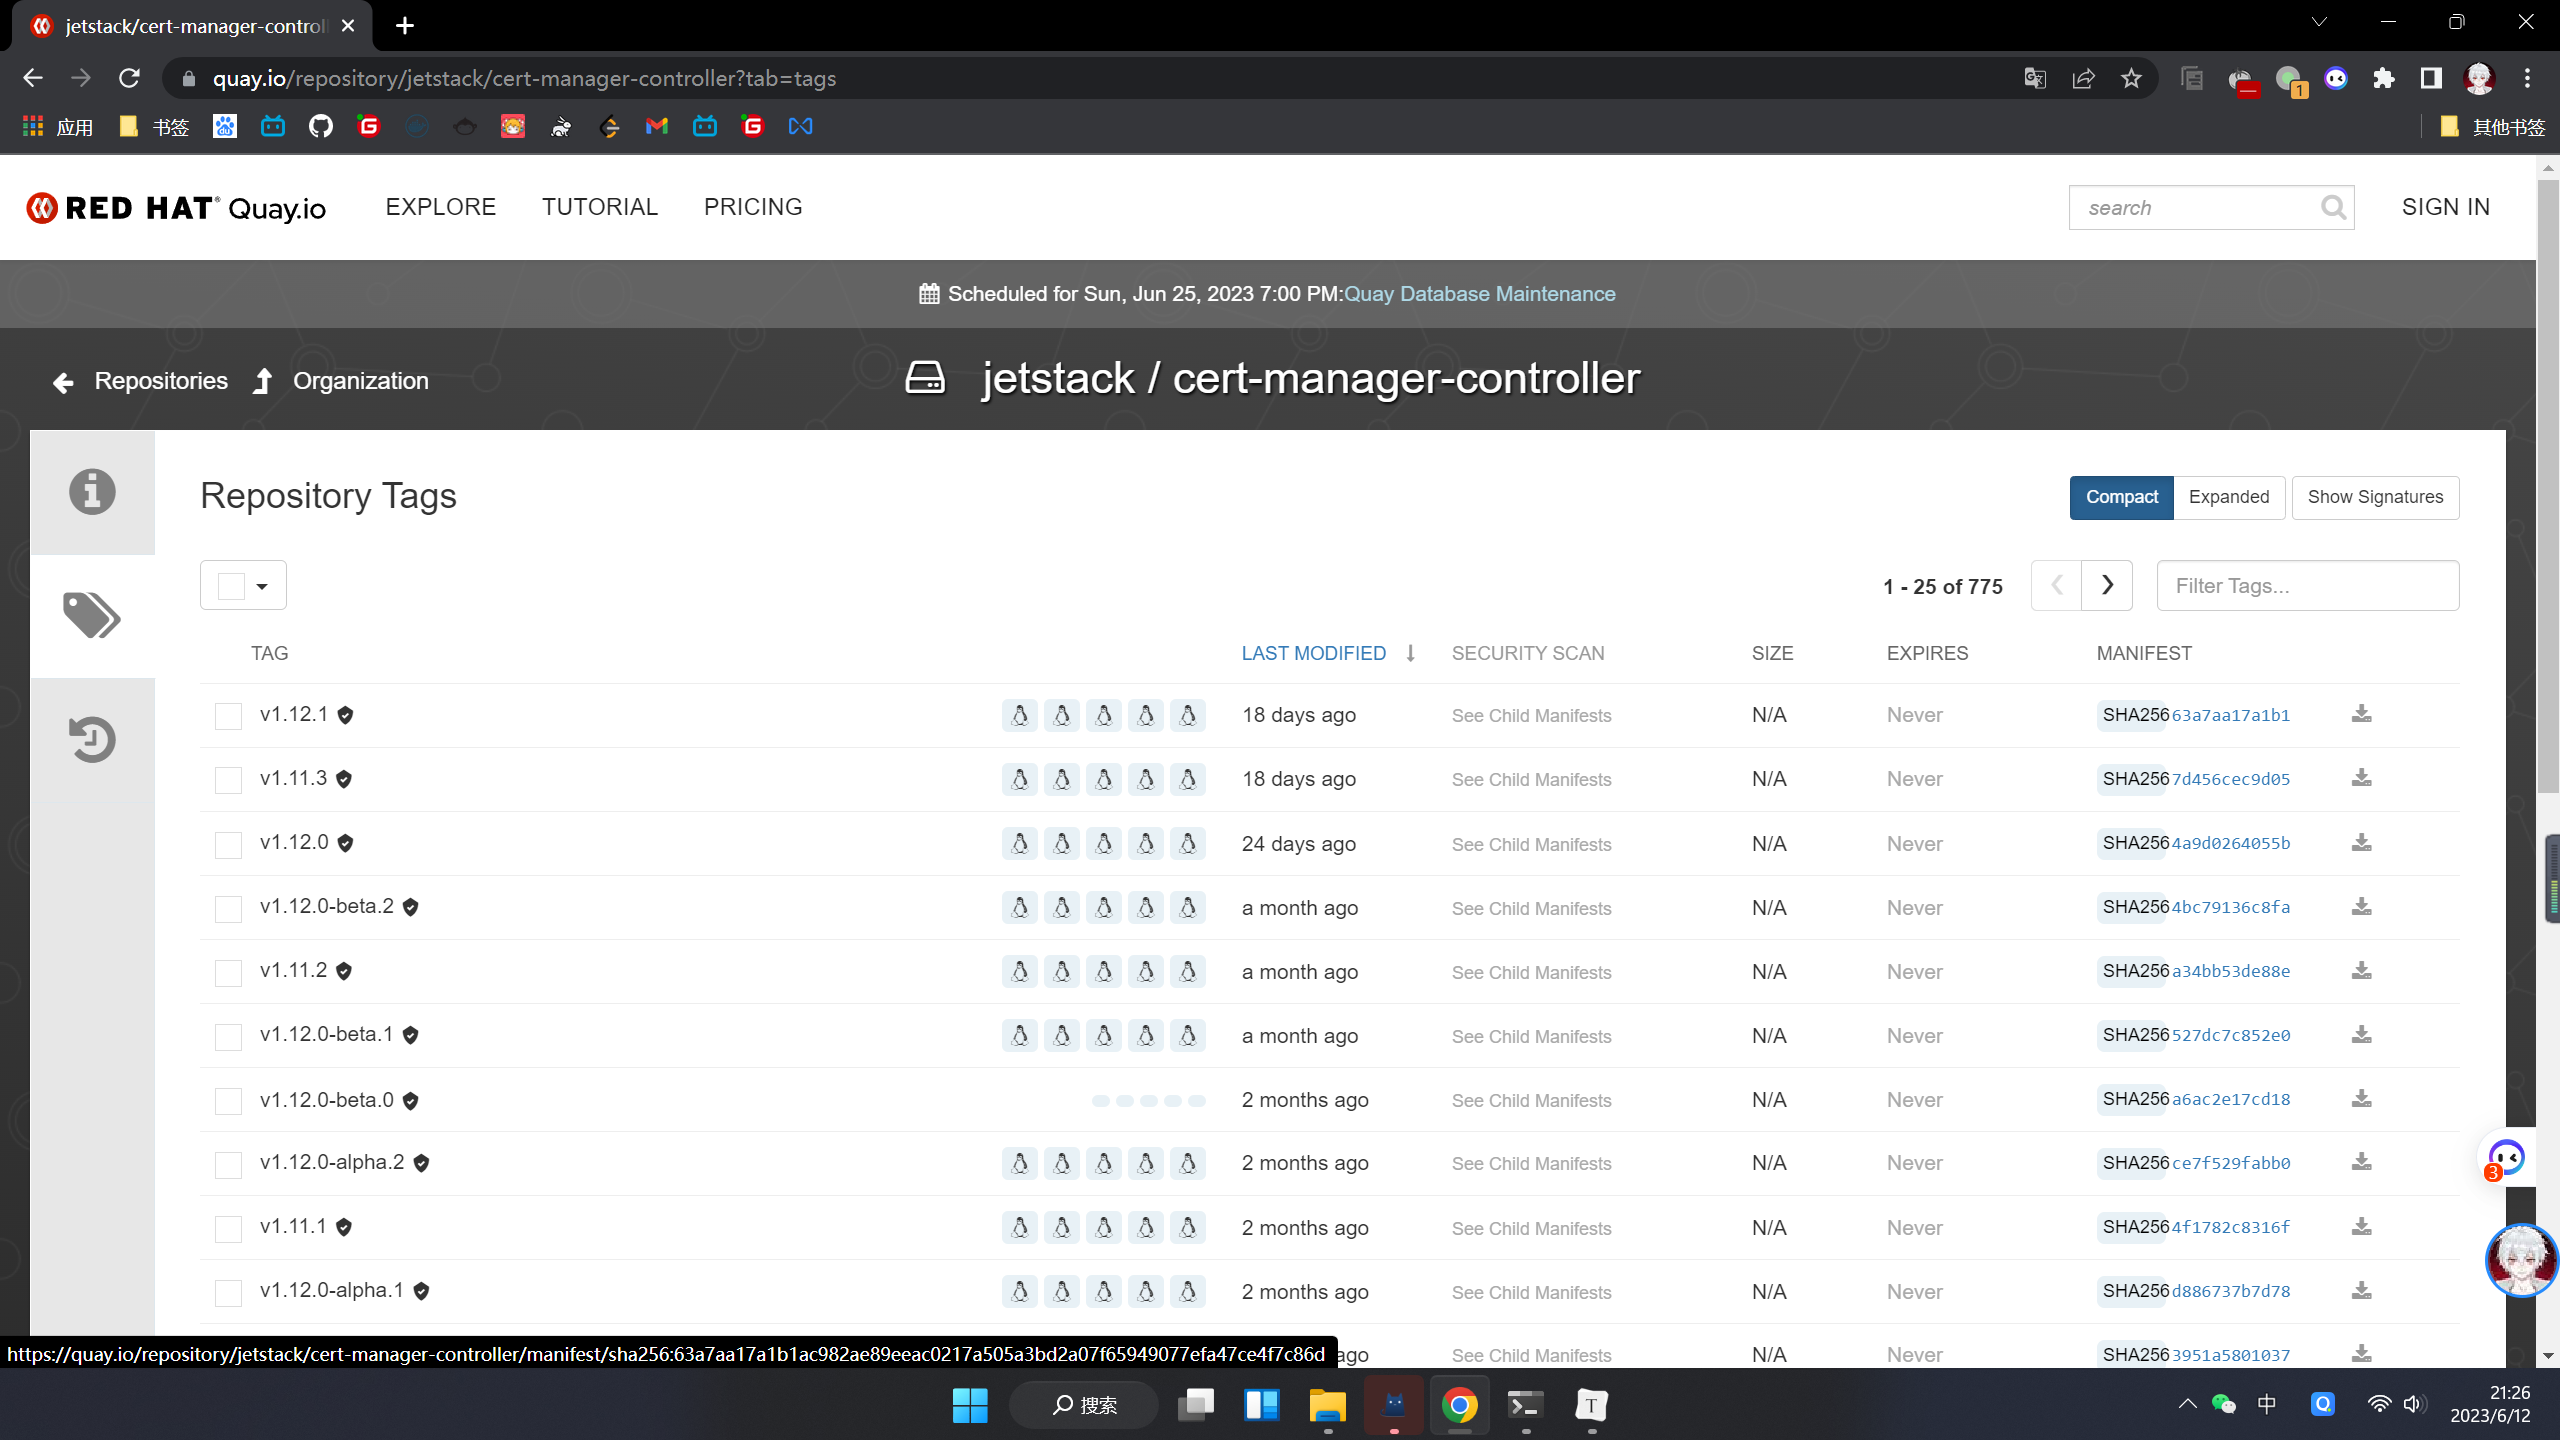 jetstack/cert-manager-control
quay.io/repository/jetstack/cert-manager-controller?tab=tags
1
应用
书签
其他书签
RED HAT® Quay.io
EXPLORE
TUTORIAL
PRICING
search
SIGN IN
Scheduled for Sun, Jun 25, 2023 7:00 PM:Quay Database Maintenance
Repositories
Organization
jetstack / cert-manager-controller
Repository Tags
Compact
Expanded
Show Signatures
1 - 25 of 775
Filter Tags...
TAG LAST MODIFIED SECURITY SCAN SIZE EXPIRES MANIFEST
v1.12.1 18 days ago See Child Manifests N/A Never SHA256 63a7aa17a1b1
v1.11.3 18 days ago See Child Manifests N/A Never SHA256 7d456cec9d05
v1.12.0 24 days ago See Child Manifests N/A Never SHA256 4a9d0264055b
v1.12.0-beta.2 a month ago See Child Manifests N/A Never SHA256 4bc79136c8fa
v1.11.2 a month ago See Child Manifests N/A Never SHA256 a34bb53de88e
v1.12.0-beta.1 a month ago See Child Manifests N/A Never SHA256 527dc7c852e0
v1.12.0-beta.0 2 months ago See Child Manifests N/A Never SHA256 a6ac2e17cd18
v1.12.0-alpha.2 2 months ago See Child Manifests N/A Never SHA256 ce7f529fabb0
v1.11.1 2 months ago See Child Manifests N/A Never SHA256 4f1782c8316f
v1.12.0-alpha.1 2 months ago See Child Manifests N/A Never SHA256 d886737b7d78
ago See Child Manifests N/A Never SHA256 3951a5801037
3
https://quay.io/repository/jetstack/cert-manager-controller/manifest/sha256:63a7aa17a1b1ac982ae89eeac0217a505a3bd2a07f65949077efa47ce4f7c86d
搜索
T
中
Q
21:26
2023/6/12